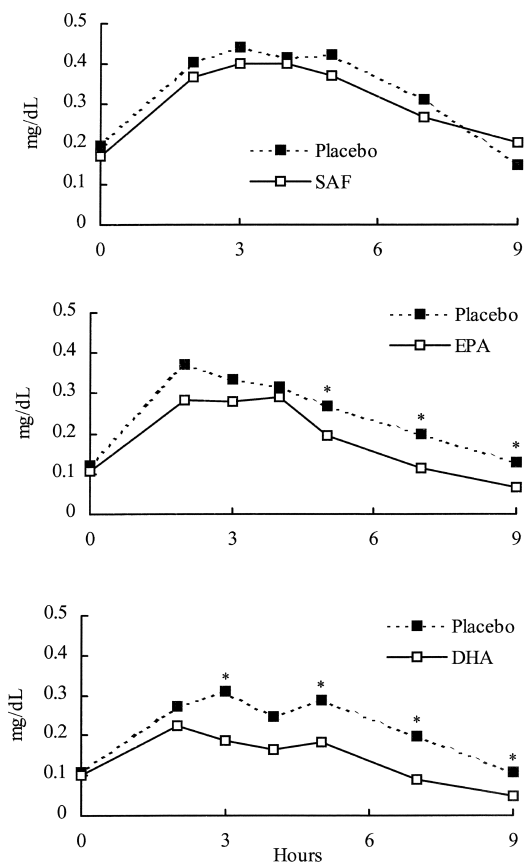 0.5
0.4
0.3
0.2
0.1
0
mg/dL
Placebo
SAF
0 3 6 9
0.5
0.4
0.3
0.2
0.1
0
mg/dL
Placebo
EPA
* * *
0 3 6 9
0.5
0.4
0.3
0.2
0.1
0
mg/dL
Placebo
DHA
* * * *
0 3 6 9
Hours